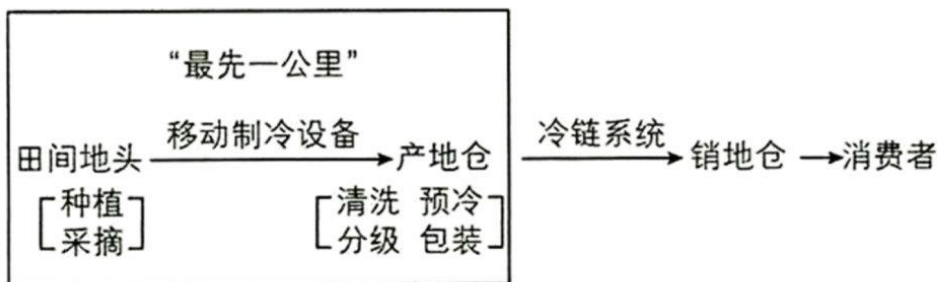 “最先一公里”
田间地头 移动制冷设备 产地仓 冷链系统 销地仓 消费者
种植 清洗 预冷
采摘 分级 包装